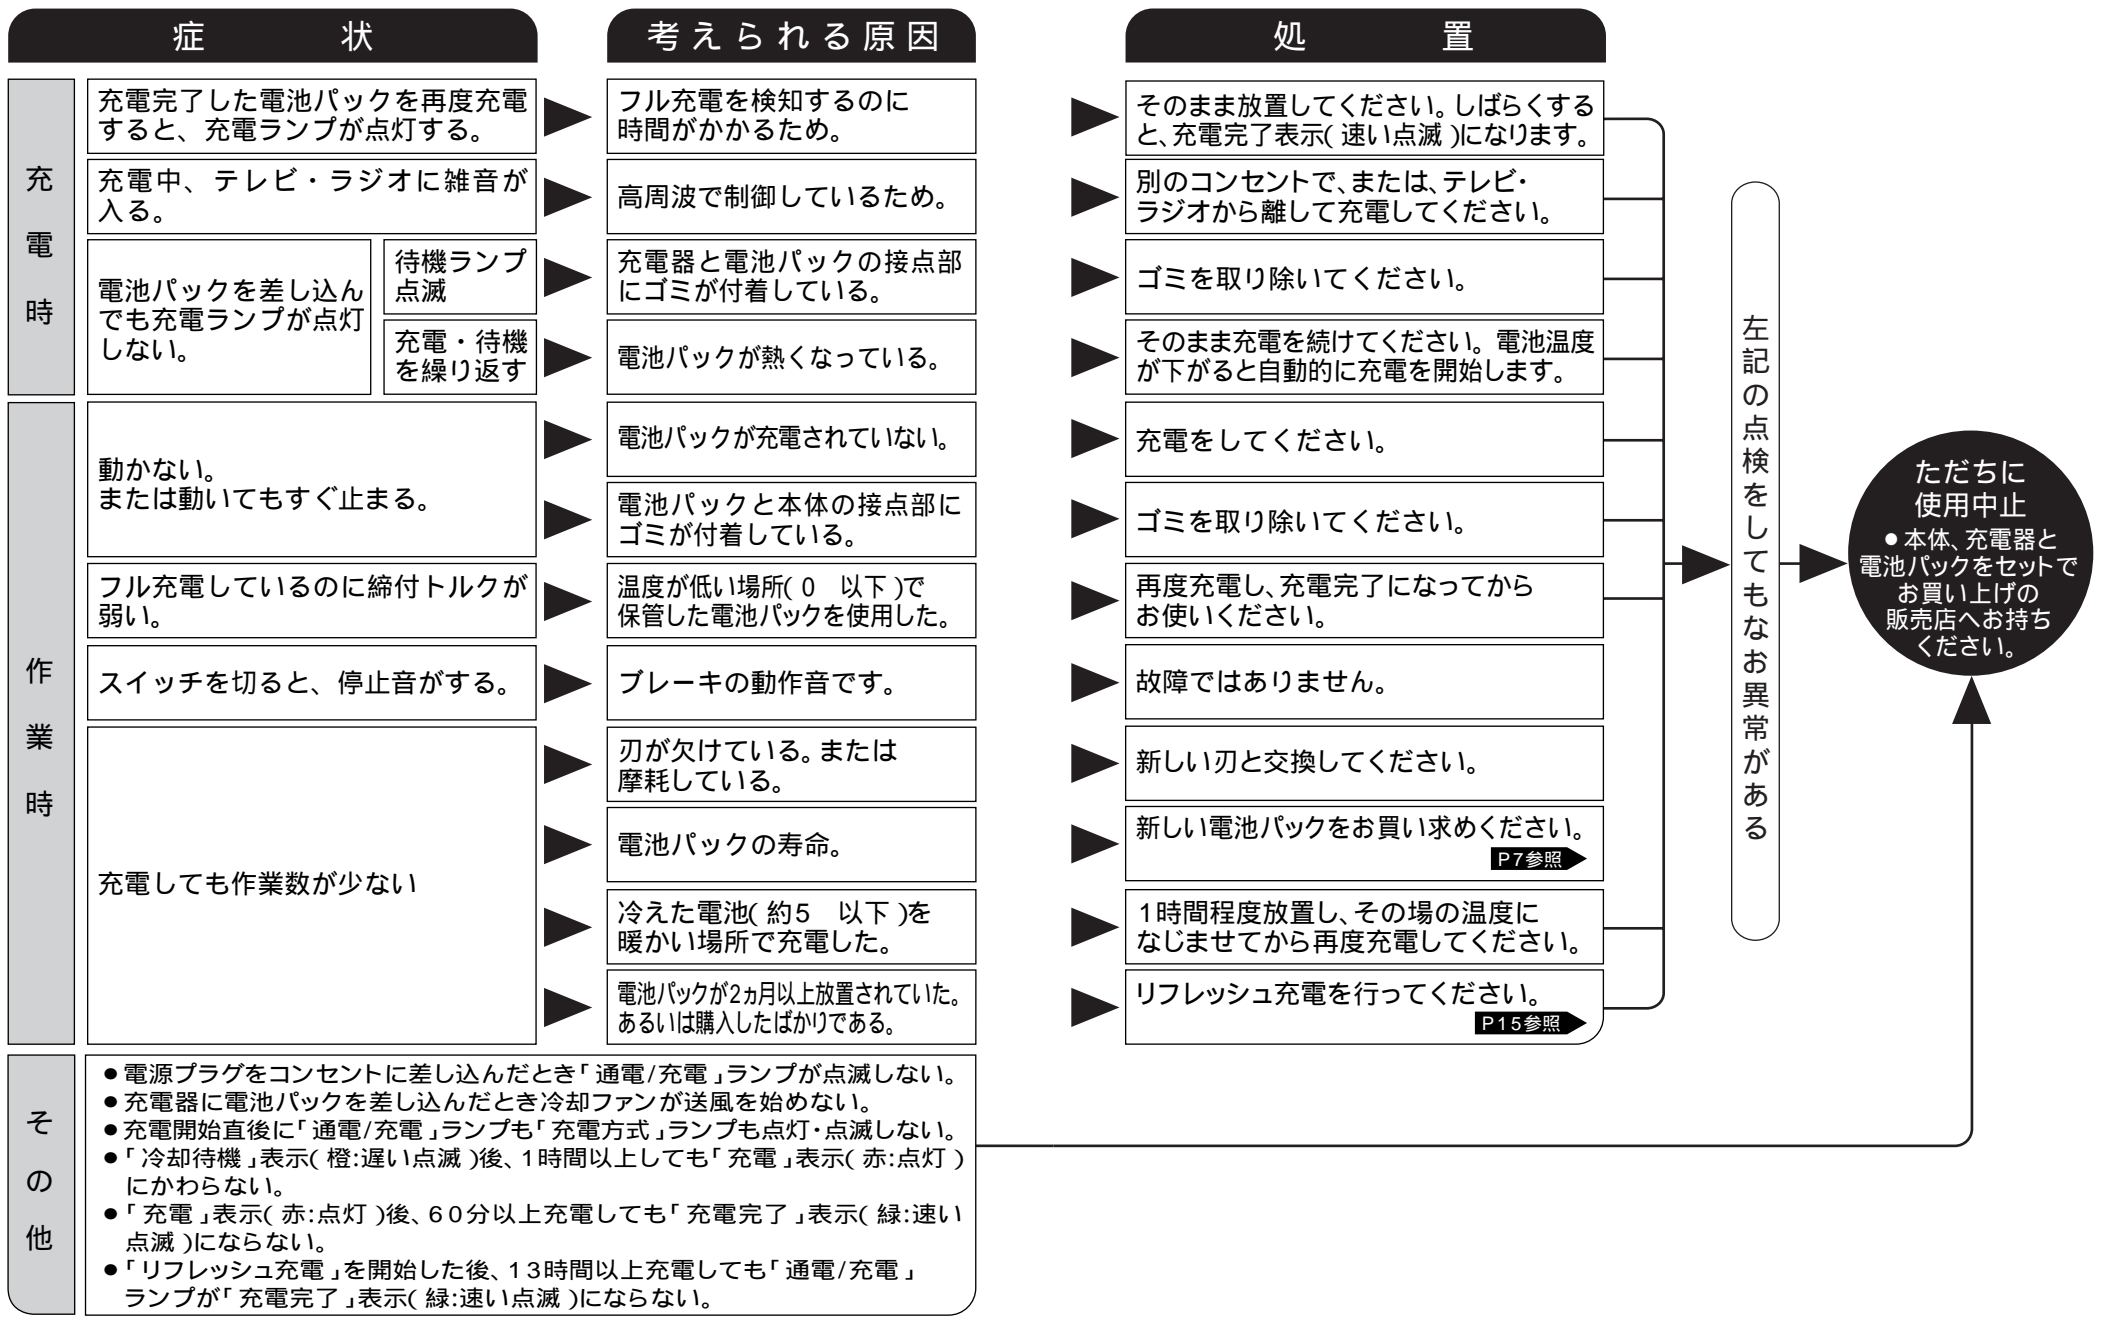 症状
考えられる原因
処置
充電時
充電完了した電池パックを再度充電
すると、充電ランプが点灯する。
フル充電を検知するのに
時間がかかるため。
そのまま放置してください。しばらくする
と、充電完了表示(速い点滅)になります。
充電中、テレビ・ラジオに雑音が
入る。
高周波で制御しているため。
別のコンセントで、または、テレビ・
ラジオから離して充電してください。
電池パックを差し込ん
でも充電ランプが点灯
しない。
待機ランプ
点滅
充電器と電池パックの接点部
にゴミが付着している。
ゴミを取り除いてください。
充電・待機
を繰り返す
電池パックが熱くなっている。
そのまま充電を続けてください。電池温度
が下がると自動的に充電を開始します。
作業時
動かない。
または動いてもすぐ止まる。
電池パックが充電されていない。
充電をしてください。
電池パックと本体の接点部に
ゴミが付着している。
ゴミを取り除いてください。
フル充電しているのに締付トルクが
弱い。
温度が低い場所(0 以下)で
保管した電池パックを使用した。
再度充電し、充電完了になってから
お使いください。
スイッチを切ると、停止音がする。
ブレーキの動作音です。
故障ではありません。
充電しても作業数が少ない
刃が欠けている。または
摩耗している。
新しい刃と交換してください。
電池パックの寿命。
新しい電池パックをお買い求めください。
P7参照
冷えた電池(約5 以下)を
暖かい場所で充電した。
1時間程度放置し、その場の温度に
なじませてから再度充電してください。
電池パックが2ヵ月以上放置されていた。
あるいは購入したばかりである。
リフレッシュ充電を行ってください。
P15参照
左記の点検をしてもなお異常がある
ただちに
使用中止
●本体、充電器と
電池パックをセットで
お買い上げの
販売店へお持ち
ください。
その他
●電源プラグをコンセントに差し込んだとき「通電/充電」ランプが点滅しない。
●充電器に電池パックを差し込んだとき冷却ファンが送風を始めない。
●充電開始直後に「通電/充電」ランプも「充電方式」ランプも点灯・点滅しない。
●「冷却待機」表示(橙:遅い点滅)後、1時間以上しても「充電」表示(赤:点灯)
にかわらない。
●「充電」表示(赤:点灯)後、60分以上充電しても「充電完了」表示(緑:速い
点滅)にならない。
●「リフレッシュ充電」を開始した後、13時間以上充電しても「通電/充電」
ランプが「充電完了」表示(緑:速い点滅)にならない。